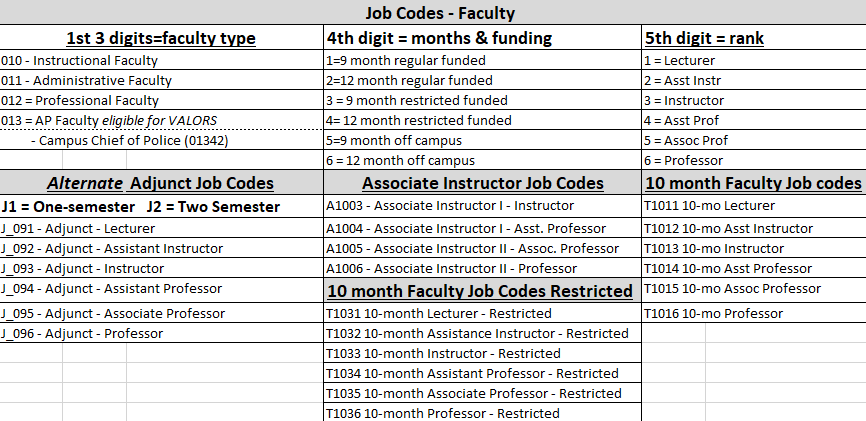 Job Codes - Faculty
1st 3 digits=faculty type
4th digit = months & funding
5th digit = rank
010 - Instructional Faculty
1=9 month regular funded
1 = Lecturer
011 - Administrative Faculty
2=12 month regular funded
2 = Asst Instr
012 = Professional Faculty
3 = 9 month restricted funded
3 = Instructor
013 = AP Faculty eligible for VALORS
4= 12 month restricted funded
4 = Asst Prof
- Campus Chief of Police (01342)
5=9 month off campus
5 = Assoc Prof
6 = 12 month off campus
6 = Professor
Alternate Adjunct Job Codes
Associate Instructor Job Codes
10 month Faculty Job codes
J1 = One-semester J2 = Two Semester
A1003 - Associate Instructor I - Instructor
T1011 10-mo Lecturer
J_091 - Adjunct - Lecturer
A1004 - Associate Instructor I - Asst. Professor
T1012 10-mo Asst Instructor
J_092 - Adjunct - Assistant Instructor
A1005 - Associate Instructor II - Assoc. Professor
T1013 10-mo Instructor
J_093 - Adjunct - Instructor
A1006 - Associate Instructor II - Professor
T1014 10-mo Asst Professor
J_094 - Adjunct - Assistant Professor
10 month Faculty Job Codes Restricted
T1015 10-mo Assoc Professor
J_095 - Adjunct - Associate Professor
T1031 10-month Lecturer - Restricted
T1016 10-mo Professor
J_096 - Adjunct - Professor
T1032 10-month Assistance Instructor - Restricted
T1033 10-month Instructor - Restricted
T1034 10-month Assistant Professor - Restricted
T1035 10-month Associate Professor - Restricted
T1036 10-month Professor - Restricted